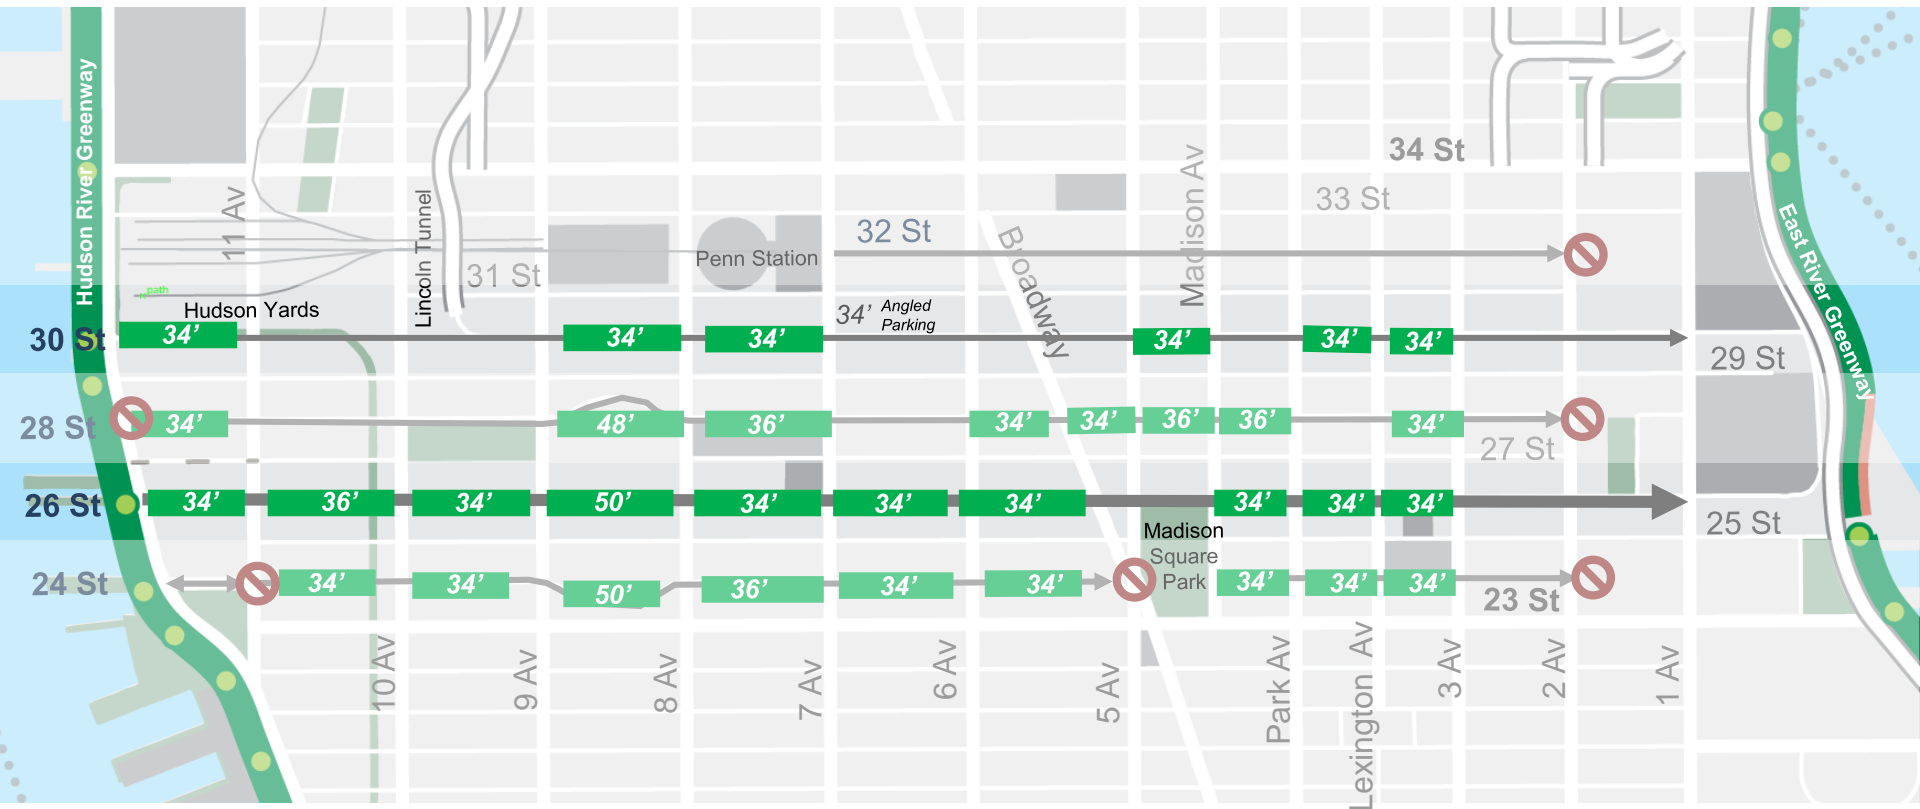 34 St
33 St
Hudson River Greenway
11 Av
Lincoln Tunnel
Madison Av
East River Greenway
32 St
Broadway
Penn Station
31 St
path
Hudson Yards
34’ Angled
Parking
30 St
34’
34’
34’
34’
34’
34’
29 St
28 St
34’
48’
36’
34’
34’
36’
36’
34’
27 St
26 St
34’
36’
34’
50’
34’
34’
34’
34’
34’
34’
25 St
Madison
Square
Park
24 St
34’
34’
50’
36’
34’
34’
34’
34’
34’
23 St
10 Av
9 Av
8 Av
7 Av
6 Av
5 Av
Park Av
Lexington Av
3 Av
2 Av
1 Av